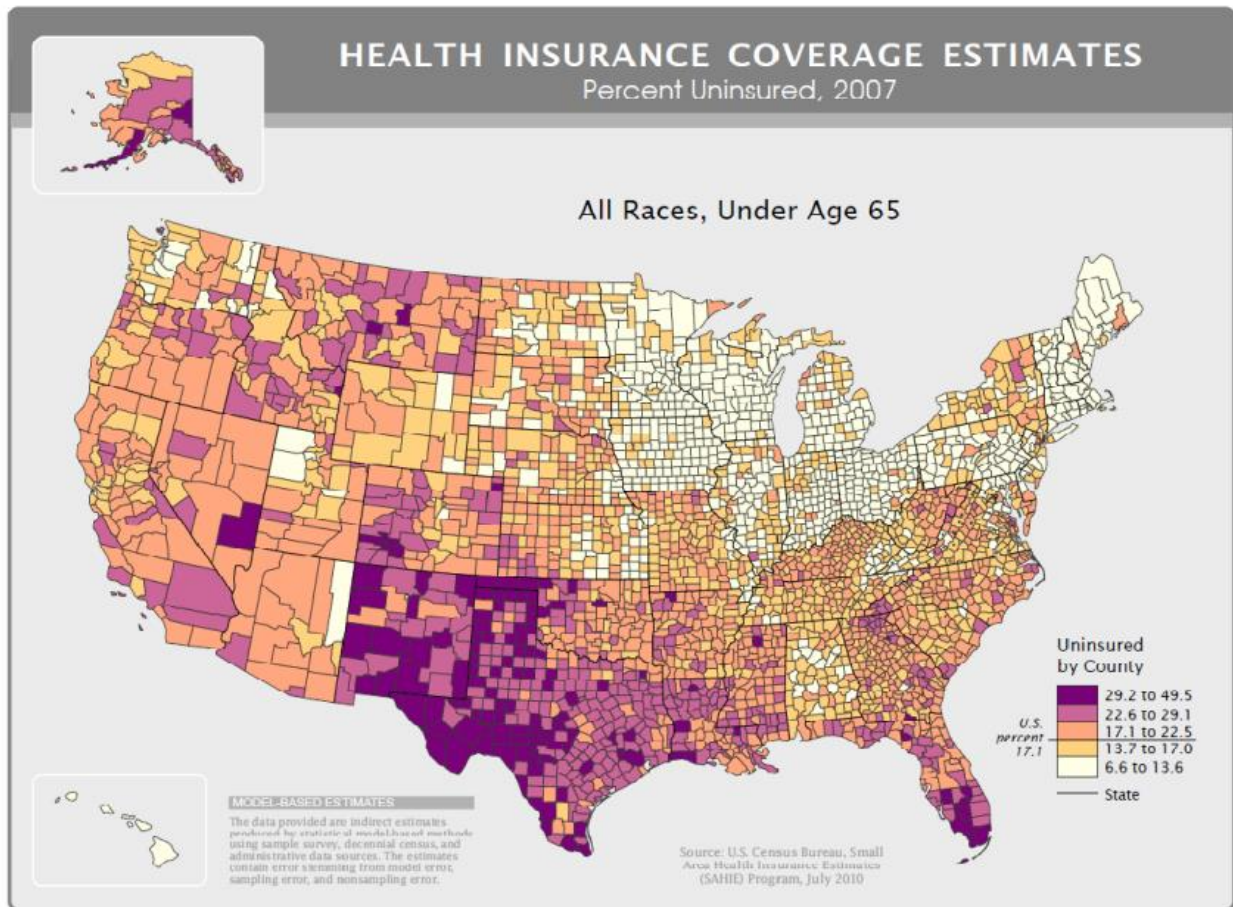 HEALTH INSURANCE COVERAGE ESTIMATES
Percent Uninsured, 2007
All Races, Under Age 65
Uninsured
by County
29.2 to 49.5
22.6 to 29.1
17.1 to 22.5
13.7 to 17.0
6.6 to 13.6
U.S.
percent
17.1
State
MODEL-BASED ESTIMATES
The data provided are indirect estimates
produced by statistical model-based methods
using sample survey, decennial census, and
administrative data sources. The estimates
contain error stemming from model error,
sampling error, and nonsampling error.
Source: U.S. Census Bureau, Small
Area Health Insurance Estimates
(SAHIE) Program, July 2010